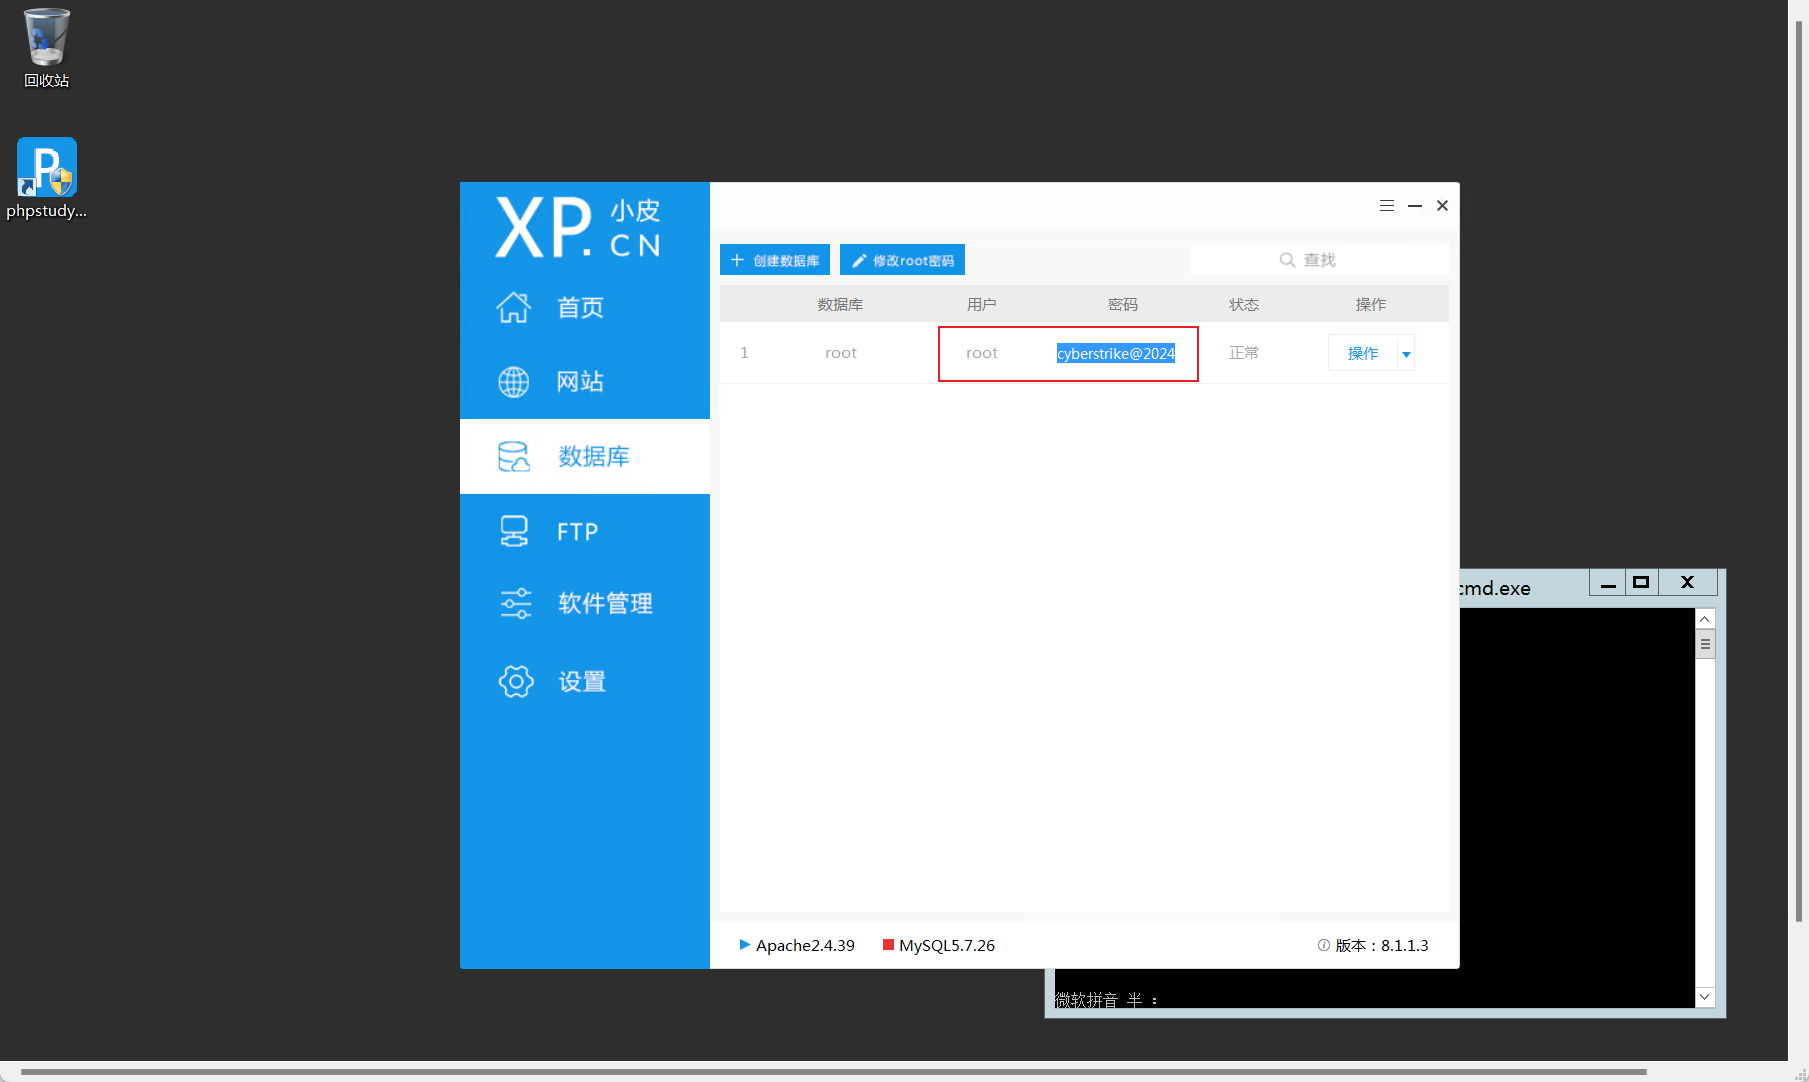 回收站
phpstudy...
XP.小皮CN
创建数据库
修改root密码
查找
首页
网站
数据库
FTP
软件管理
设置
数据库 用户 密码 状态 操作
1 root root cyberstrike@2024 正常 操作
cmd.exe
Apache2.4.39 MySQL5.7.26 版本：8.1.1.3
微软拼音 半 ：